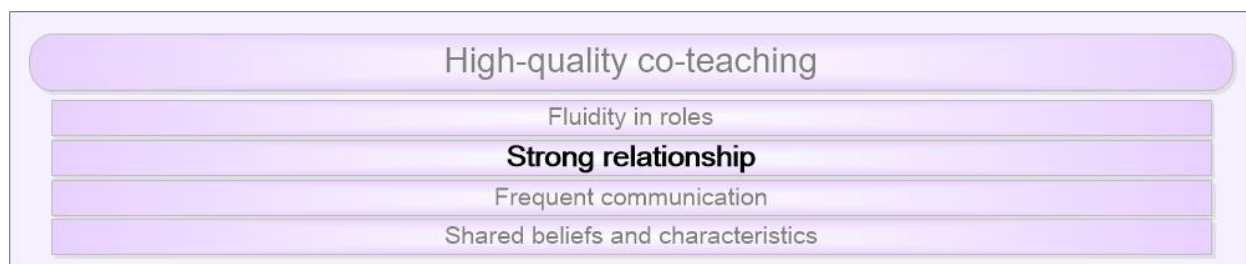 High-quality co-teaching
Fluidity in roles
Strong relationship
Frequent communication
Shared beliefs and characteristics